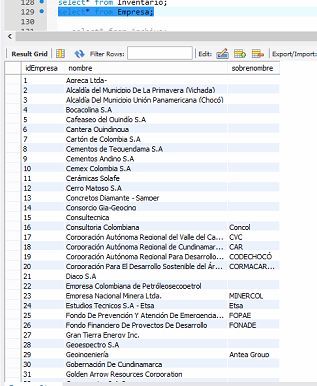 128 select* from Inventario;
129 select* from Empresa;
130
Result Grid Filter Rows: Edit: Export/Import:
idEmpresa nombre sobrenombre
1 Agreca Ltda-
2 Alcaldía del Municipio De La Primavera (Vichada)
3 Alcaldía Del Municipio Unión Panamericana (Chocó)
4 Bocacolina S.A
5 Cafeaseo del Quindío S.A
6 Cantera Quindingua
7 Cartón de Colombia S.A
8 Cementos de Tequendama S.A
9 Cementos Andino S.A
10 Cemex Colombia S.A
11 Cerámicas Solafe
12 Cerro Matoso S.A
13 Concretos Diamante - Samper
14 Consorcio Gia-Geocing
15 Consultecnica
16 Consultoria Colombiana Concol
17 Corporación Autónoma Regional del Valle del Ca... CVC
18 Corporación Autónoma Regional de Cundinamar... CAR
19 Corporación Autónoma Regional Para Desarrollo... CODECHOCÓ
20 Corporación Para El Desarrollo Sostenible del Ár... CORMACAR...
21 Diaco S.A
22 Empresa Colombiana de Petróleosecopetrol
23 Empresa Nacional Minera Ltda. MINERCOL
24 Estudios Tecnicos S.A - Etsa Etsa
25 Fondo De Prevención Y Atención De Emergencia... FOPAE
26 Fondo Financiero De Proyectos De Desarrollo FONADE
27 Gran Tierra Energy Inc.
28 Geoespectro S.A
29 Geoingeniería Antea Group
30 Gobernación De Cundinamarca
31 Golden Arrow Resources Corporation